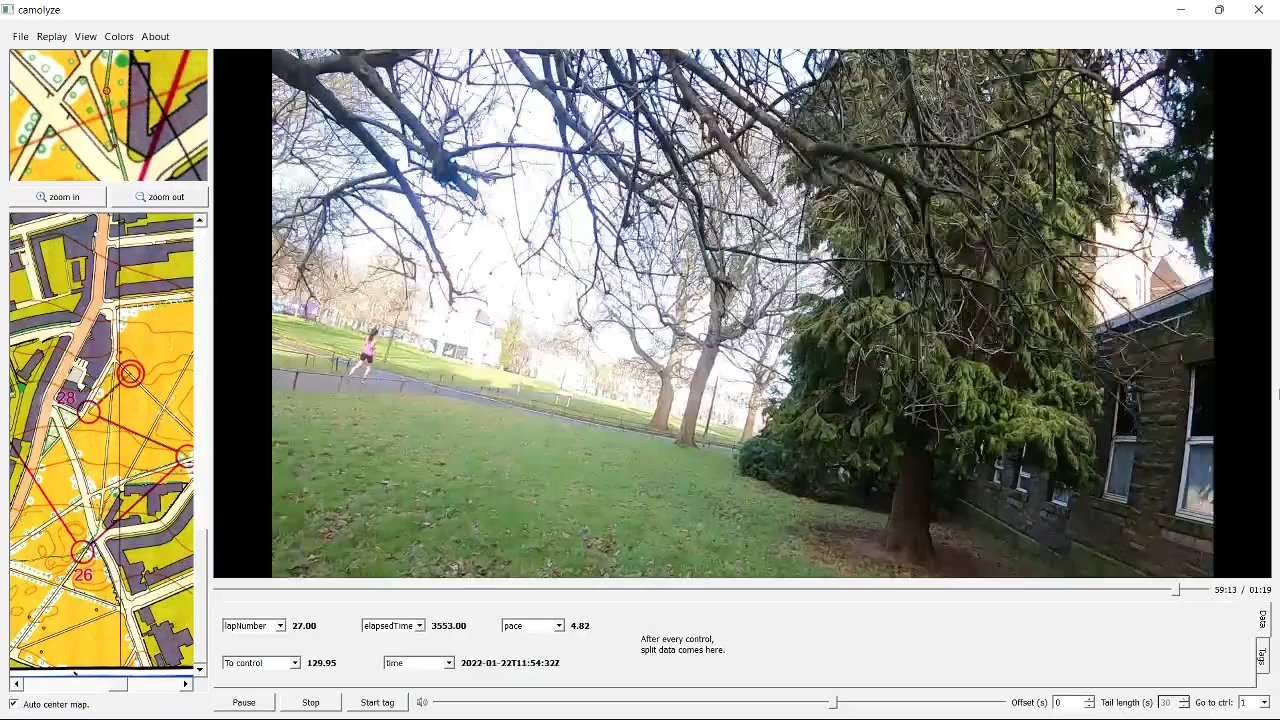 camolyze
File Replay View Colors About
zoom in zoom out
28
26
59:13 / 01:19
lapNumber 27.00 elapsedTime 3553.00 pace 4.82
After every control,
split data comes here.
To control 129.95 time 2022-01-22T11:54:32Z
Data
Tags
Auto center map.
Pause Stop Start tag Offset (s) 0 Tail length (s) 30 Go to ctrl: 1